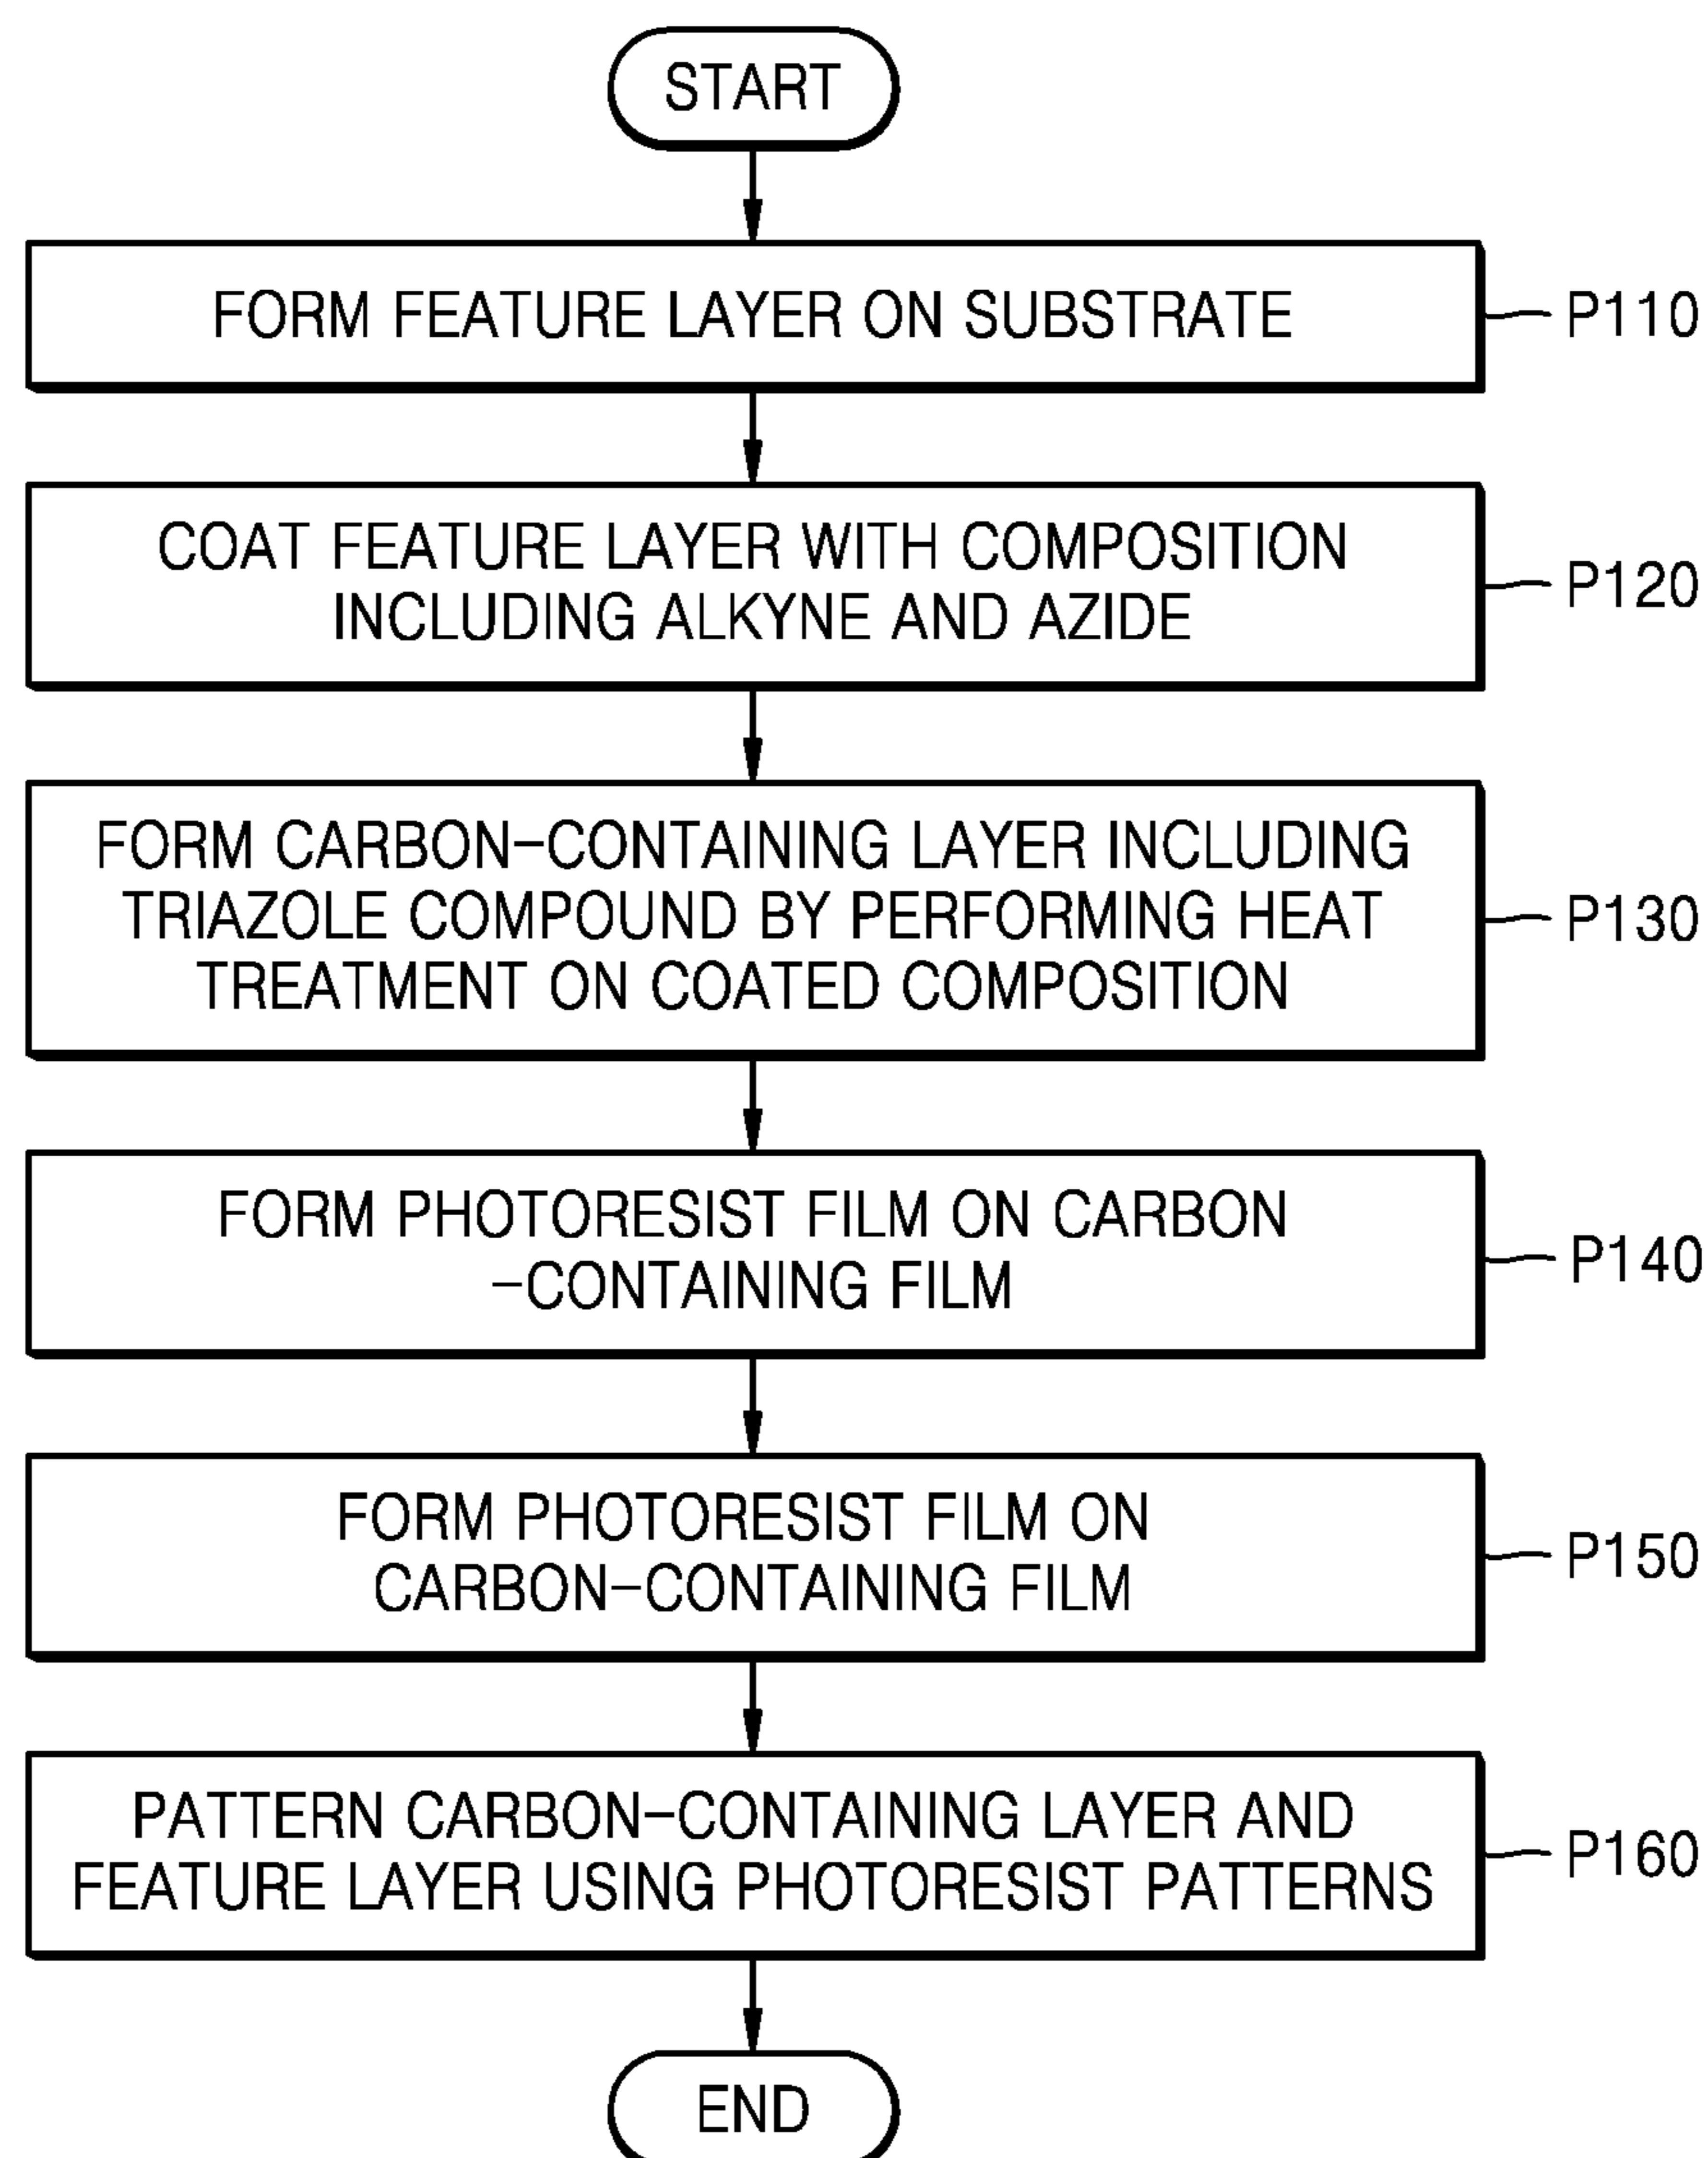 START
FORM FEATURE LAYER ON SUBSTRATE
P110
COAT FEATURE LAYER WITH COMPOSITION
INCLUDING ALKYNE AND AZIDE
P120
FORM CARBON-CONTAINING LAYER INCLUDING
TRIAZOLE COMPOUND BY PERFORMING HEAT
TREATMENT ON COATED COMPOSITION
P130
FORM PHOTORESIST FILM ON CARBON
-CONTAINING FILM
P140
FORM PHOTORESIST FILM ON
CARBON-CONTAINING FILM
P150
PATTERN CARBON-CONTAINING LAYER AND
FEATURE LAYER USING PHOTORESIST PATTERNS
P160
END